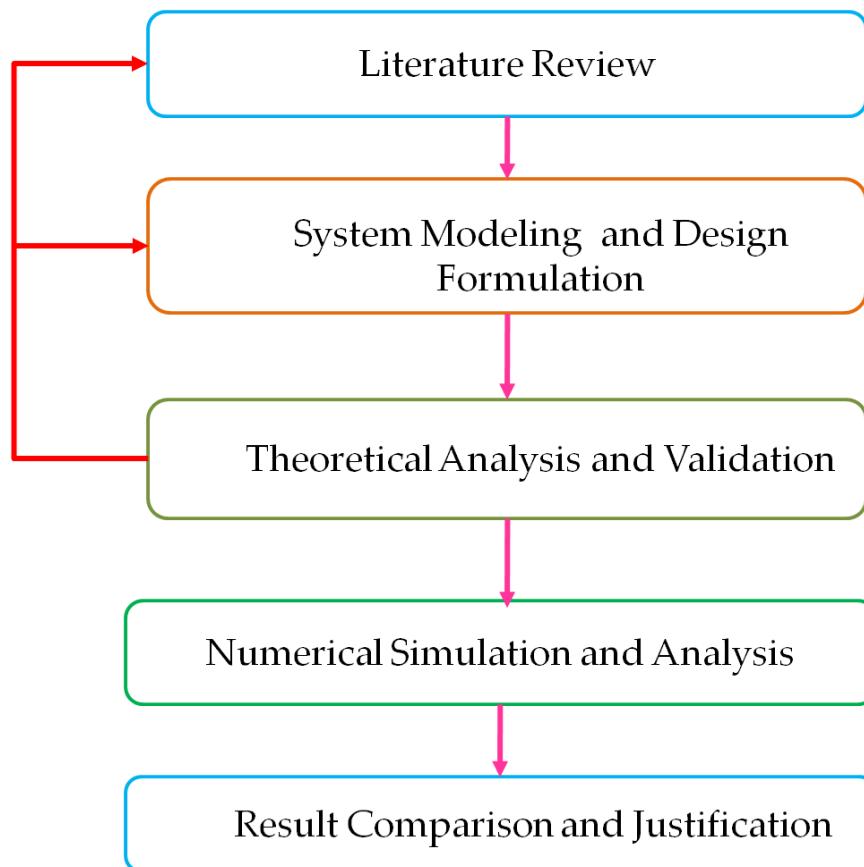 Literature Review
System Modeling and Design
Formulation
Theoretical Analysis and Validation
Numerical Simulation and Analysis
Result Comparison and Justification